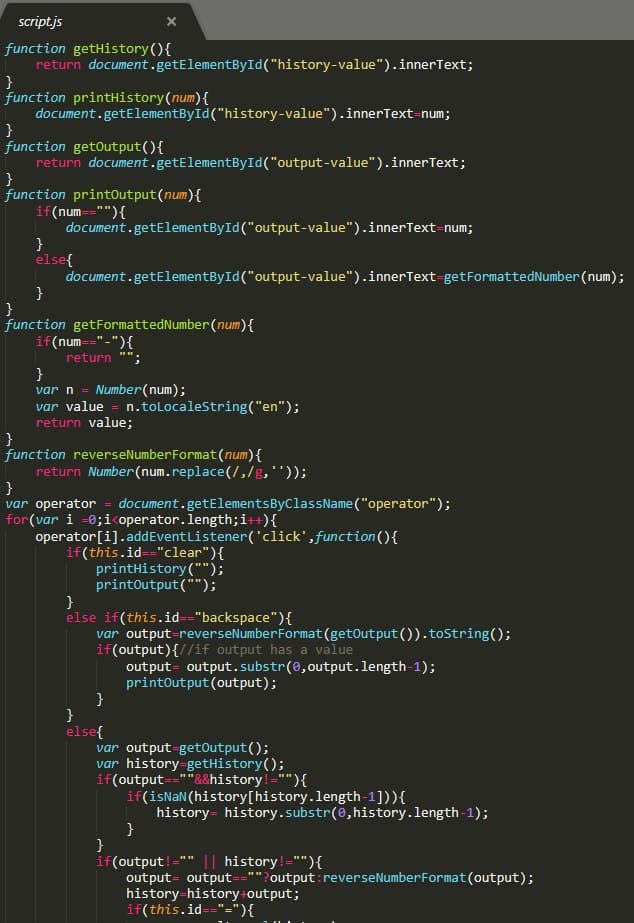 script.js ×
function getHistory(){
    return document.getElementById("history-value").innerText;
}
function printHistory(num){
    document.getElementById("history-value").innerText=num;
}
function getOutput(){
    return document.getElementById("output-value").innerText;
}
function printOutput(num){
    if(num==""){
        document.getElementById("output-value").innerText=num;
    }
    else{
        document.getElementById("output-value").innerText=getFormattedNumber(num);
    }
}
function getFormattedNumber(num){
    if(num=="-"){
        return "";
    }
    var n = Number(num);
    var value = n.toLocaleString("en");
    return value;
}
function reverseNumberFormat(num){
    return Number(num.replace(/,/g,''));
}
var operator = document.getElementsByClassName("operator");
for(var i =0;i<operator.length;i++){
    operator[i].addEventListener('click',function(){
        if(this.id=="clear"){
            printHistory("");
            printOutput("");
        }
        else if(this.id=="backspace"){
            var output=reverseNumberFormat(getOutput()).toString();
            if(output){//if output has a value
                output= output.substr(0,output.length-1);
                printOutput(output);
            }
        }
        else{
            var output=getOutput();
            var history=getHistory();
            if(output==""&&history!=""){
                if(isNaN(history[history.length-1])){
                    history= history.substr(0,history.length-1);
                }
            }
            if(output!="" || history!=""){
                output= output==""?output:reverseNumberFormat(output);
                history=history+output;
                if(this.id=="="){